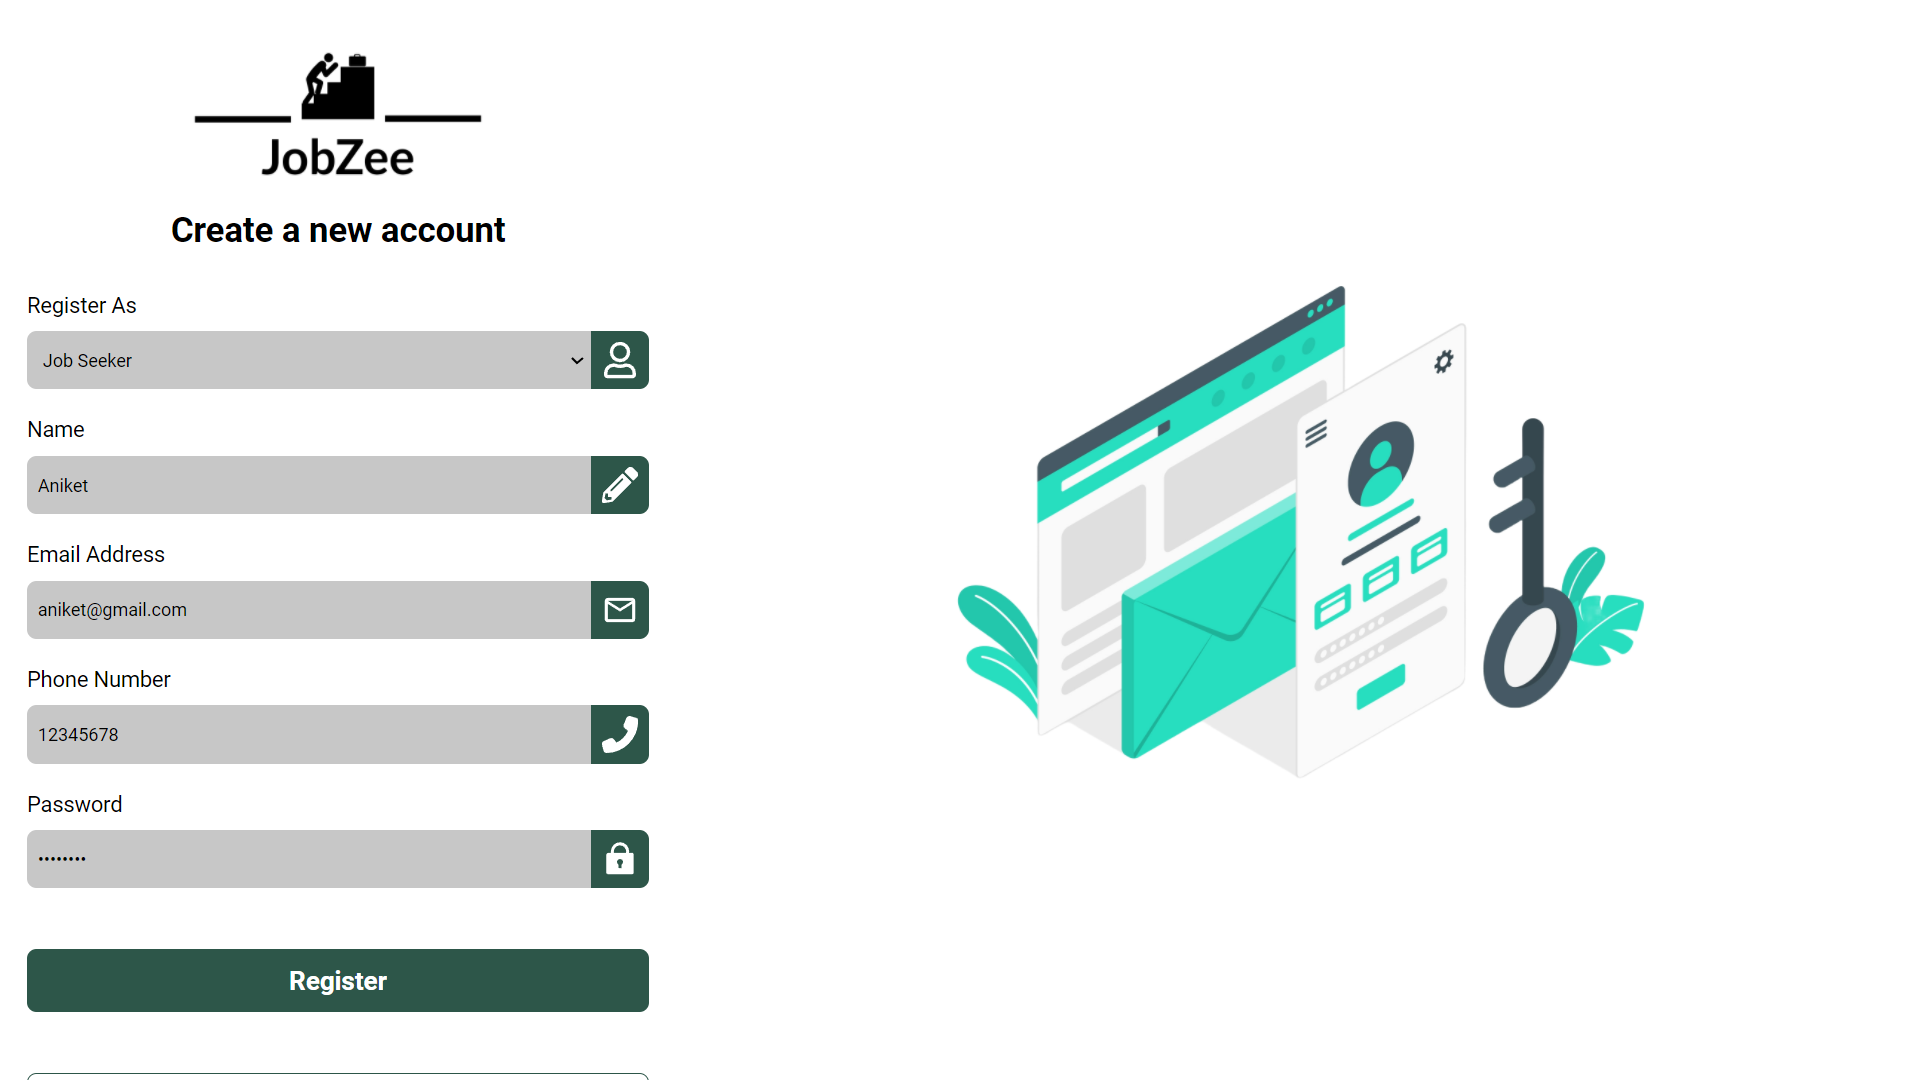 JobZee
Create a new account
Register As
Job Seeker
Name
Aniket
Email Address
aniket@gmail.com
Phone Number
12345678
Password
••••••••
Register